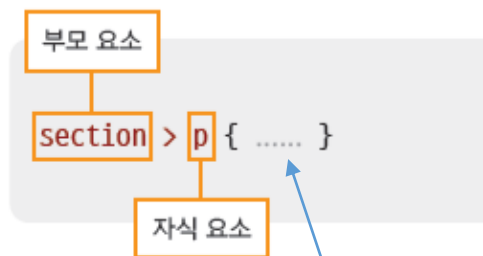 부모 요소
section > p { ...... }
자식 요소